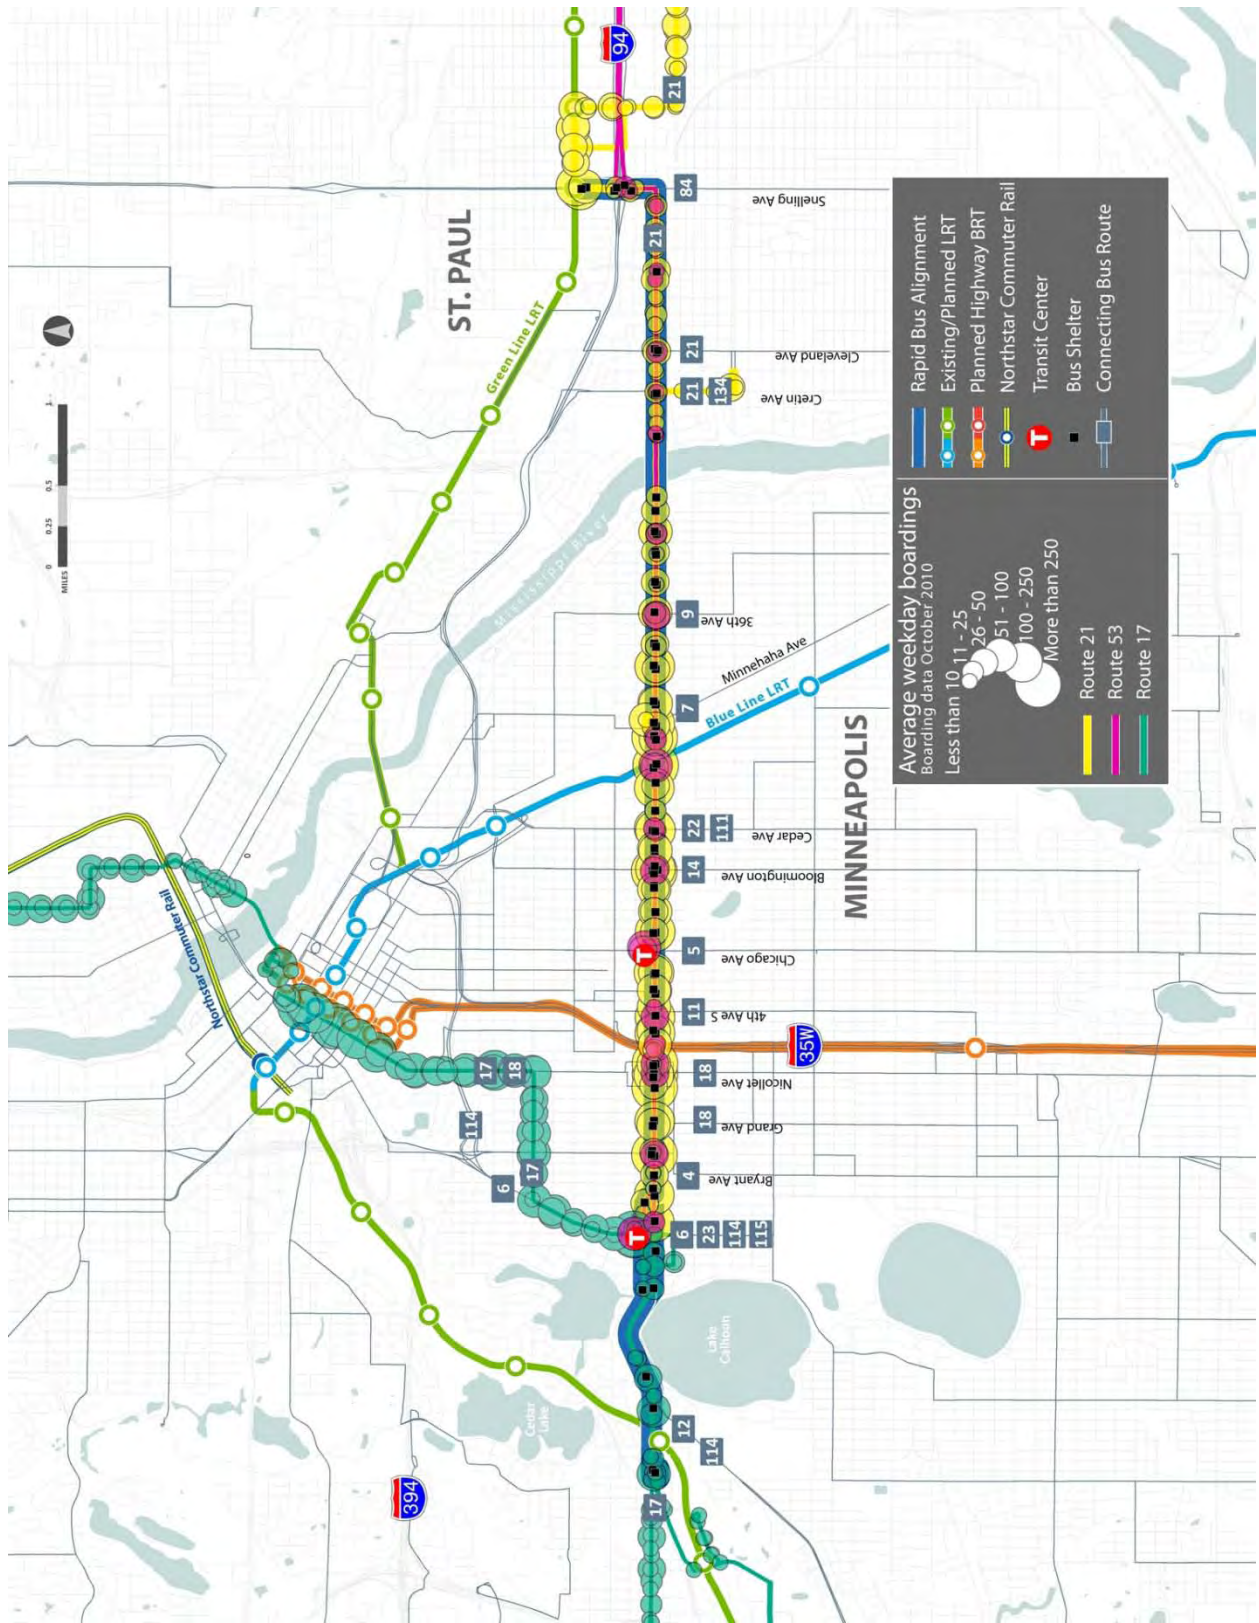 ST. PAUL
MINNEAPOLIS
Green Line LRT
Blue Line LRT
Northstar Commuter Rail
Mississippi River
Cedar
Lake
Lake
Calhoun
MILES
0
0.25
0.5
1
94
394
35W
17
12
114
6
23
114
115
4
Bryant Ave
18
Grand Ave
18
Nicollet Ave
11
4th Ave S
5
Chicago Ave
14
Bloomington Ave
22
111
Cedar Ave
7
Minnehaha Ave
9
36th Ave
21
134
Cretin Ave
21
Cleveland Ave
21
84
Snelling Ave
21
6
17
114
17
18
Average weekday boardings
Boarding data October 2010
Less than 10
11 - 25
26 - 50
51 - 100
100 - 250
More than 250
Route 21
Route 53
Route 17
Rapid Bus Alignment
Existing/Planned LRT
Planned Highway BRT
Northstar Commuter Rail
T
Transit Center
Bus Shelter
Connecting Bus Route
T
T